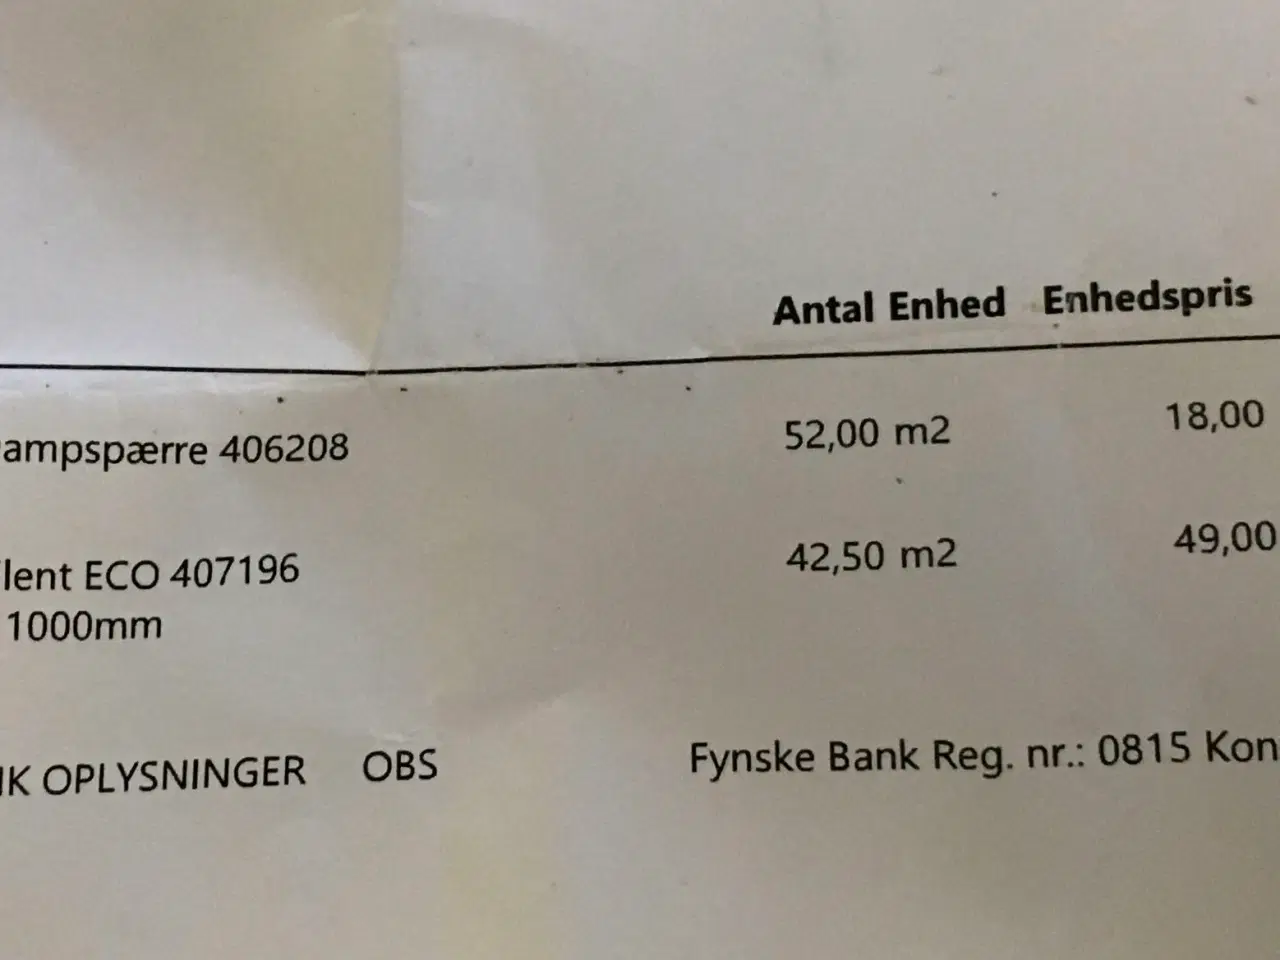 Antal Enhed Enhedspris
ampspærre 406208 52,00 m2 18,00
lent ECO 407196 42,50 m2 49,00
1000mm
IK OPLYSNINGER OBS Fynske Bank Reg. nr.: 0815 Kon